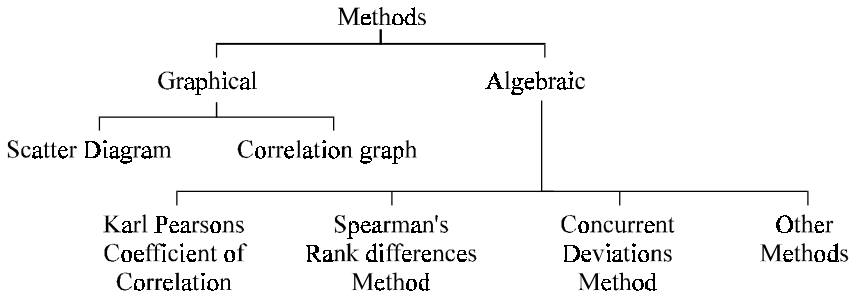 Methods
Graphical
Algebraic
Scatter Diagram
Correlation graph
Karl Pearsons
Coefficient of
Correlation
Spearman's
Rank differences
Method
Concurrent
Deviations
Method
Other
Methods